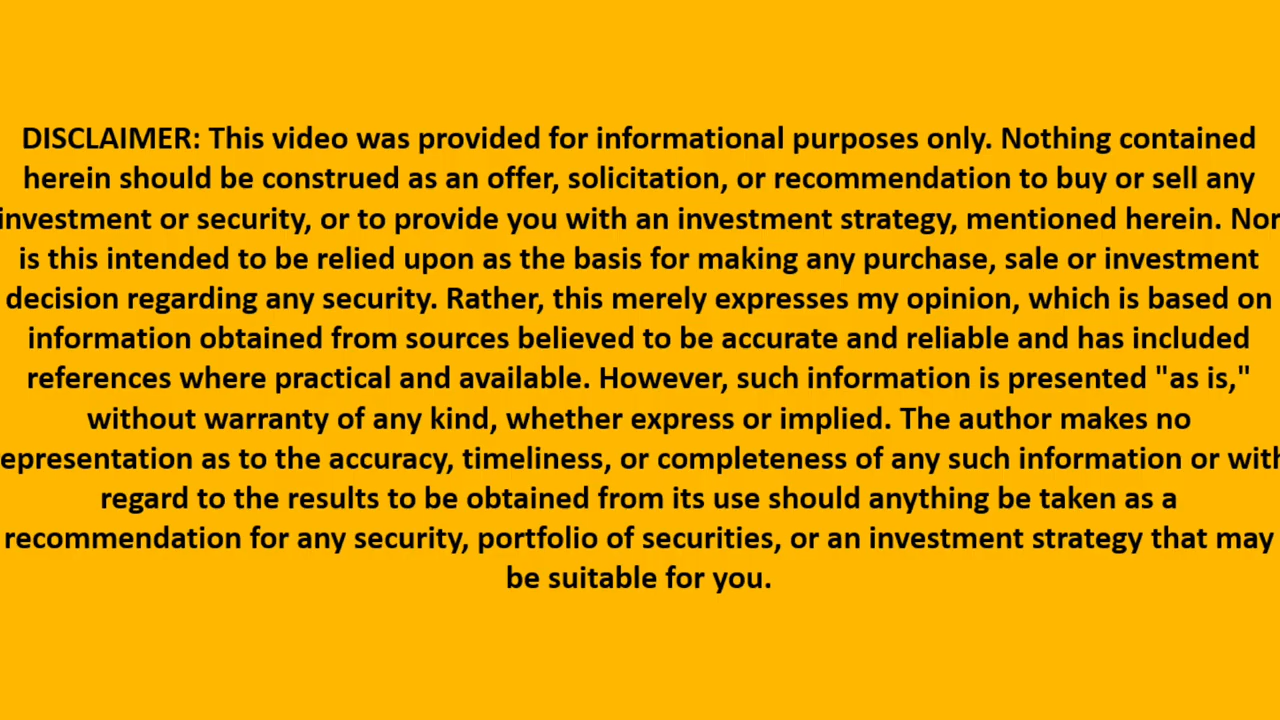 DISCLAIMER: This video was provided for informational purposes only. Nothing contained
herein should be construed as an offer, solicitation, or recommendation to buy or sell any
investment or security, or to provide you with an investment strategy, mentioned herein. Nor
is this intended to be relied upon as the basis for making any purchase, sale or investment
decision regarding any security. Rather, this merely expresses my opinion, which is based on
information obtained from sources believed to be accurate and reliable and has included
references where practical and available. However, such information is presented "as is,"
without warranty of any kind, whether express or implied. The author makes no
epresentation as to the accuracy, timeliness, or completeness of any such information or with
regard to the results to be obtained from its use should anything be taken as a
recommendation for any security, portfolio of securities, or an investment strategy that may
be suitable for you.